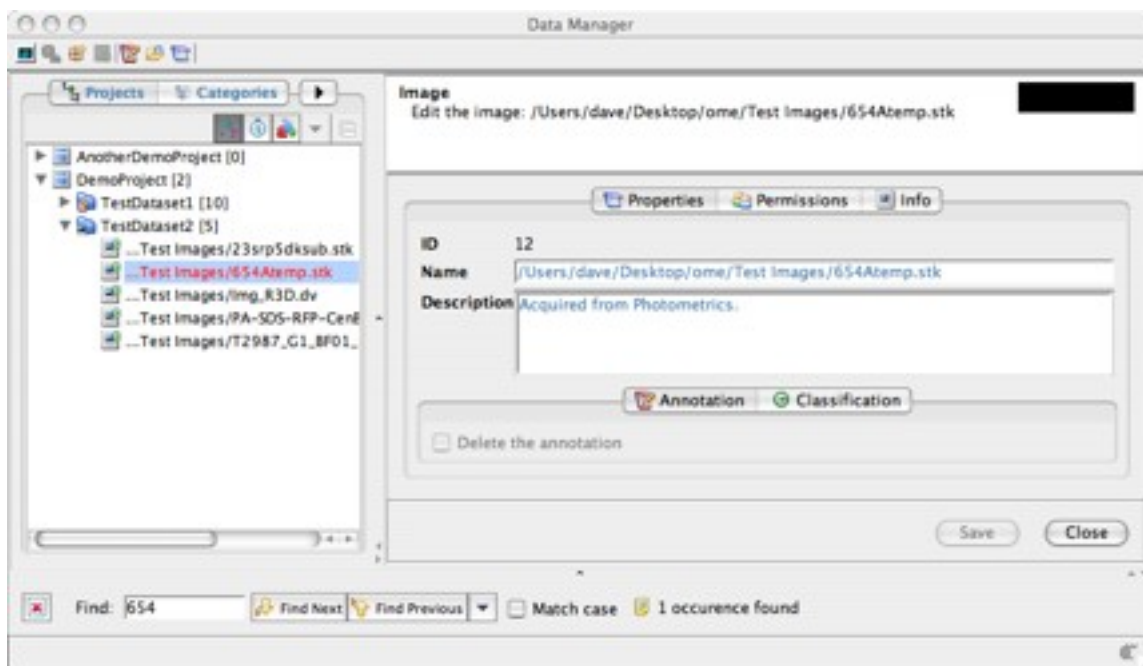 Data Manager
Projects Categories
Image
Edit the image: /Users/dave/Desktop/ome/Test Images/654Atemp.stk
AnotherDemoProject [0]
DemoProject [2]
TestDataset1 [10]
TestDataset2 [5]
...Test Images/23srp5dksub.stk
...Test Images/654Atemp.stk
...Test Images/Img_R3D.dv
...Test Images/PA-SDS-RFP-CenE
...Test Images/T2987_G1_BF01_
Properties Permissions Info
ID 12
Name /Users/dave/Desktop/ome/Test Images/654Atemp.stk
Description Acquired from Photometrics.
Annotation Classification
Delete the annotation
Save Close
Find: 654 Find Next Find Previous Match case 1 occurence found